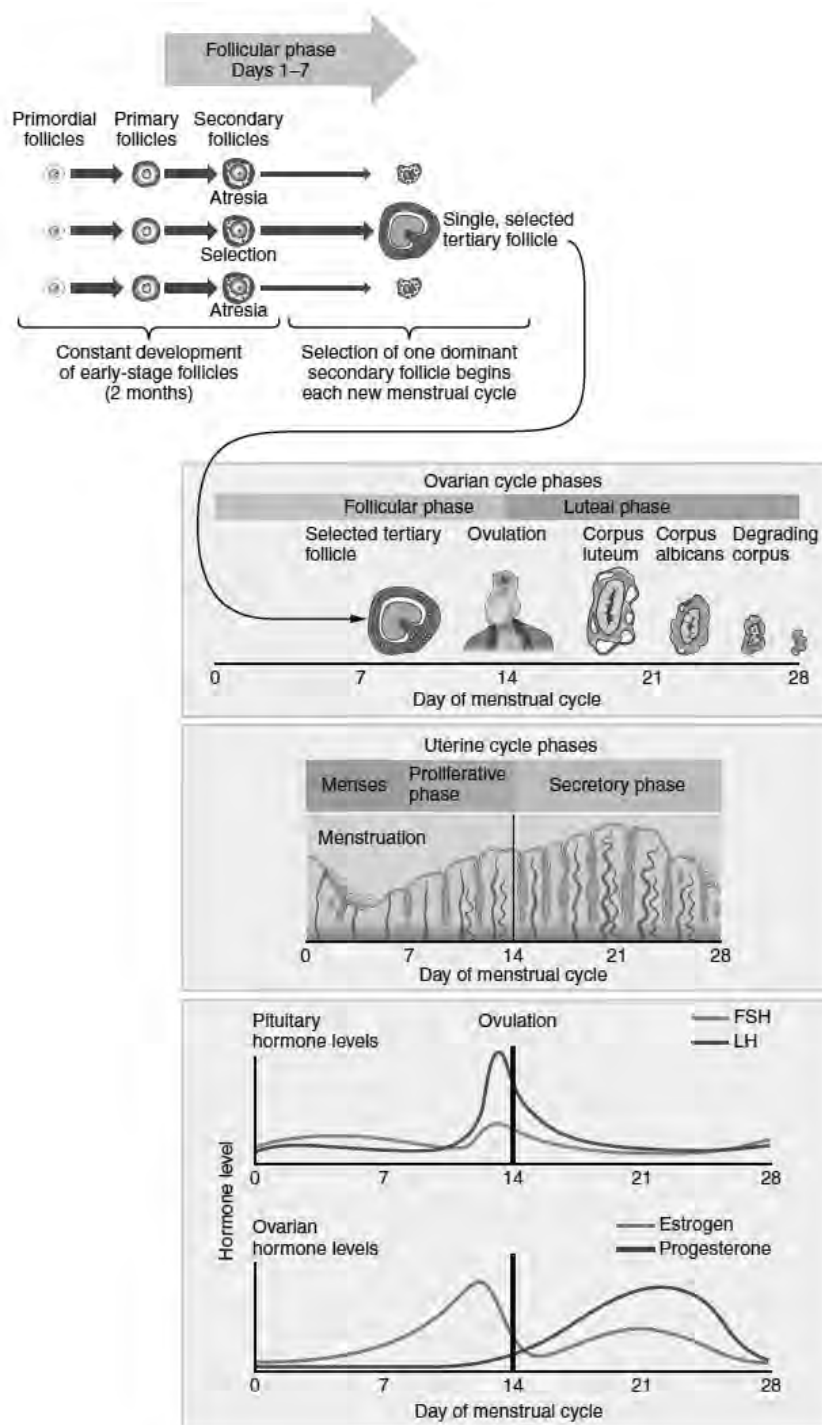 Follicular phase
Days 1–7
Primordial
follicles
Primary
follicles
Secondary
follicles
Atresia
Selection
Atresia
Single, selected
tertiary follicle
Constant development
of early-stage follicles
(2 months)
Selection of one dominant
secondary follicle begins
each new menstrual cycle
Ovarian cycle phases
Follicular phase
Luteal phase
Selected tertiary
follicle
Ovulation
Corpus
luteum
Corpus
albicans
Degrading
corpus
0 7 14 21 28
Day of menstrual cycle
Uterine cycle phases
Menses
Proliferative
phase
Secretory phase
Menstruation
0 7 14 21 28
Day of menstrual cycle
Pituitary
hormone levels
Ovulation
FSH
LH
0 7 14 21 28
Hormone level
Ovarian
hormone levels
Estrogen
Progesterone
0 7 14 21 28
Day of menstrual cycle